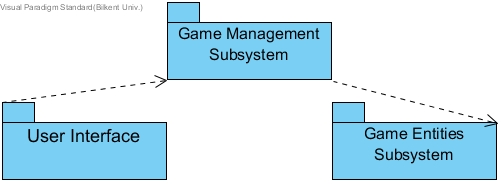 Visual Paradigm Standard(Bilkent Univ.)
Game Management
Subsystem
User Interface
Game Entities
Subsystem